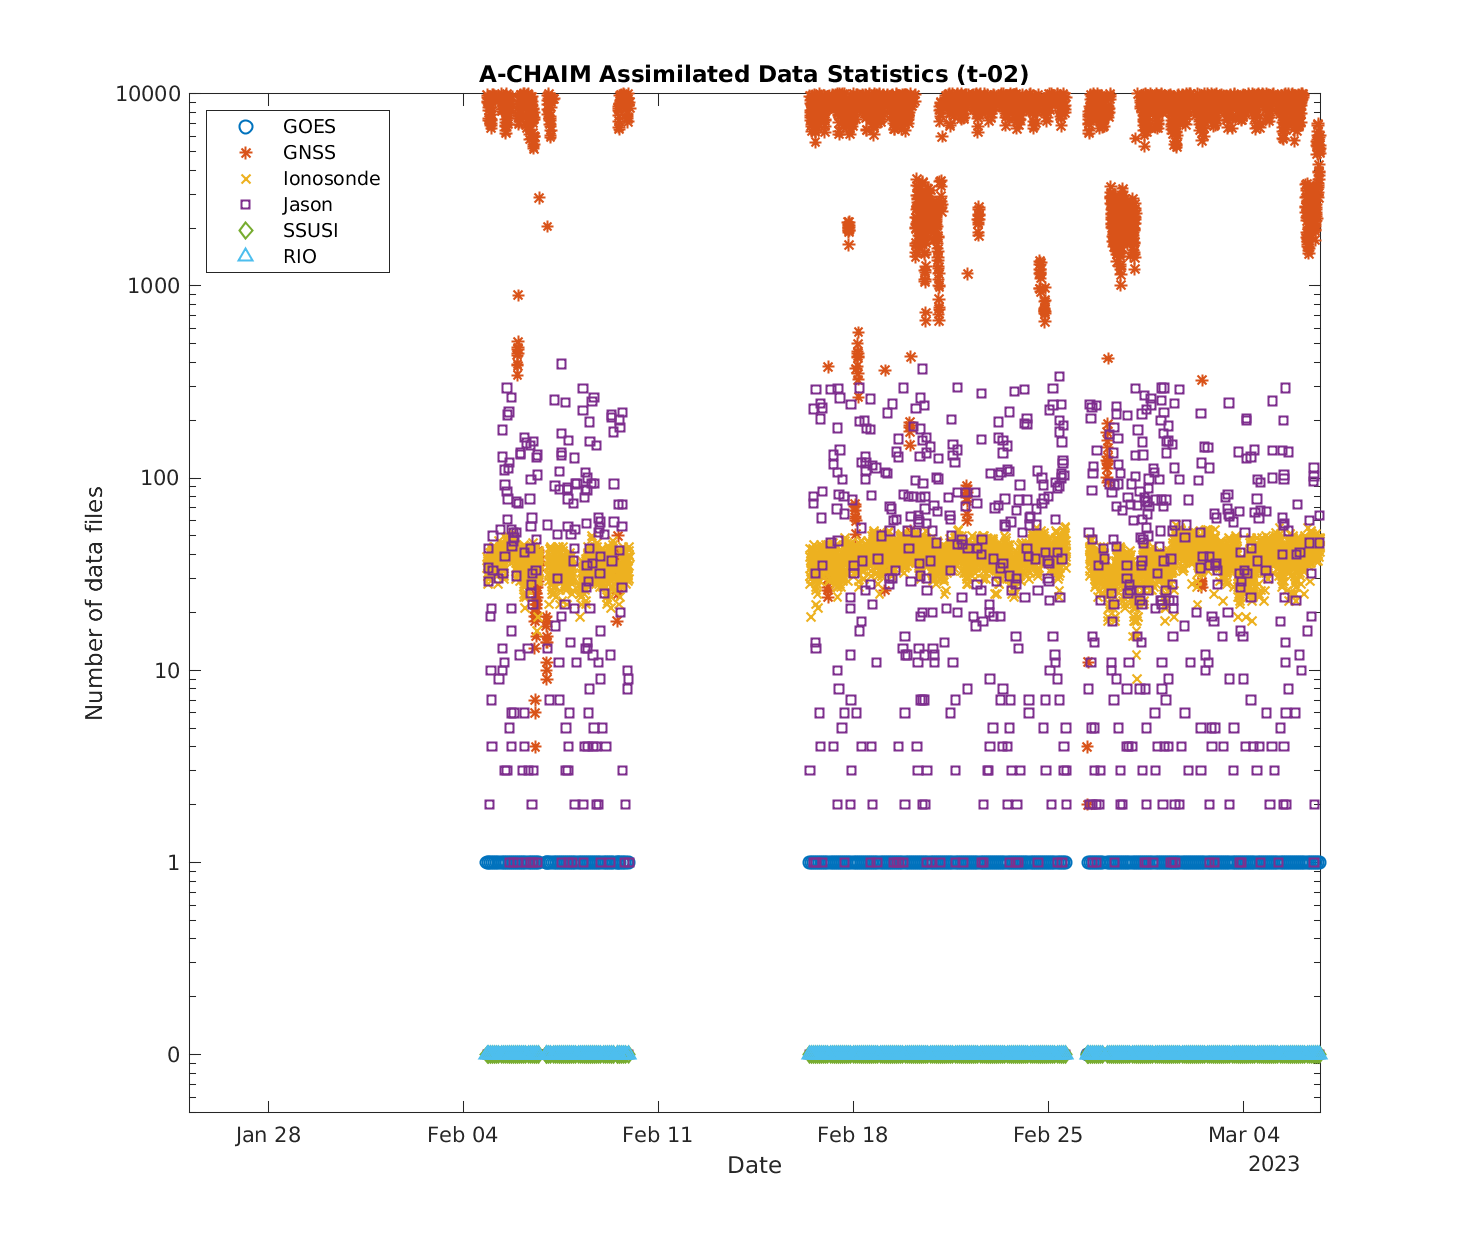 A-CHAIM Assimilated Data Statistics (t-02)
10000
1000
100
10
1
0
Number of data files
GOES
GNSS
Ionosonde
Jason
SSUSI
RIO
Jan 28
Feb 04
Feb 11
Feb 18
Feb 25
Mar 04
Date
2023